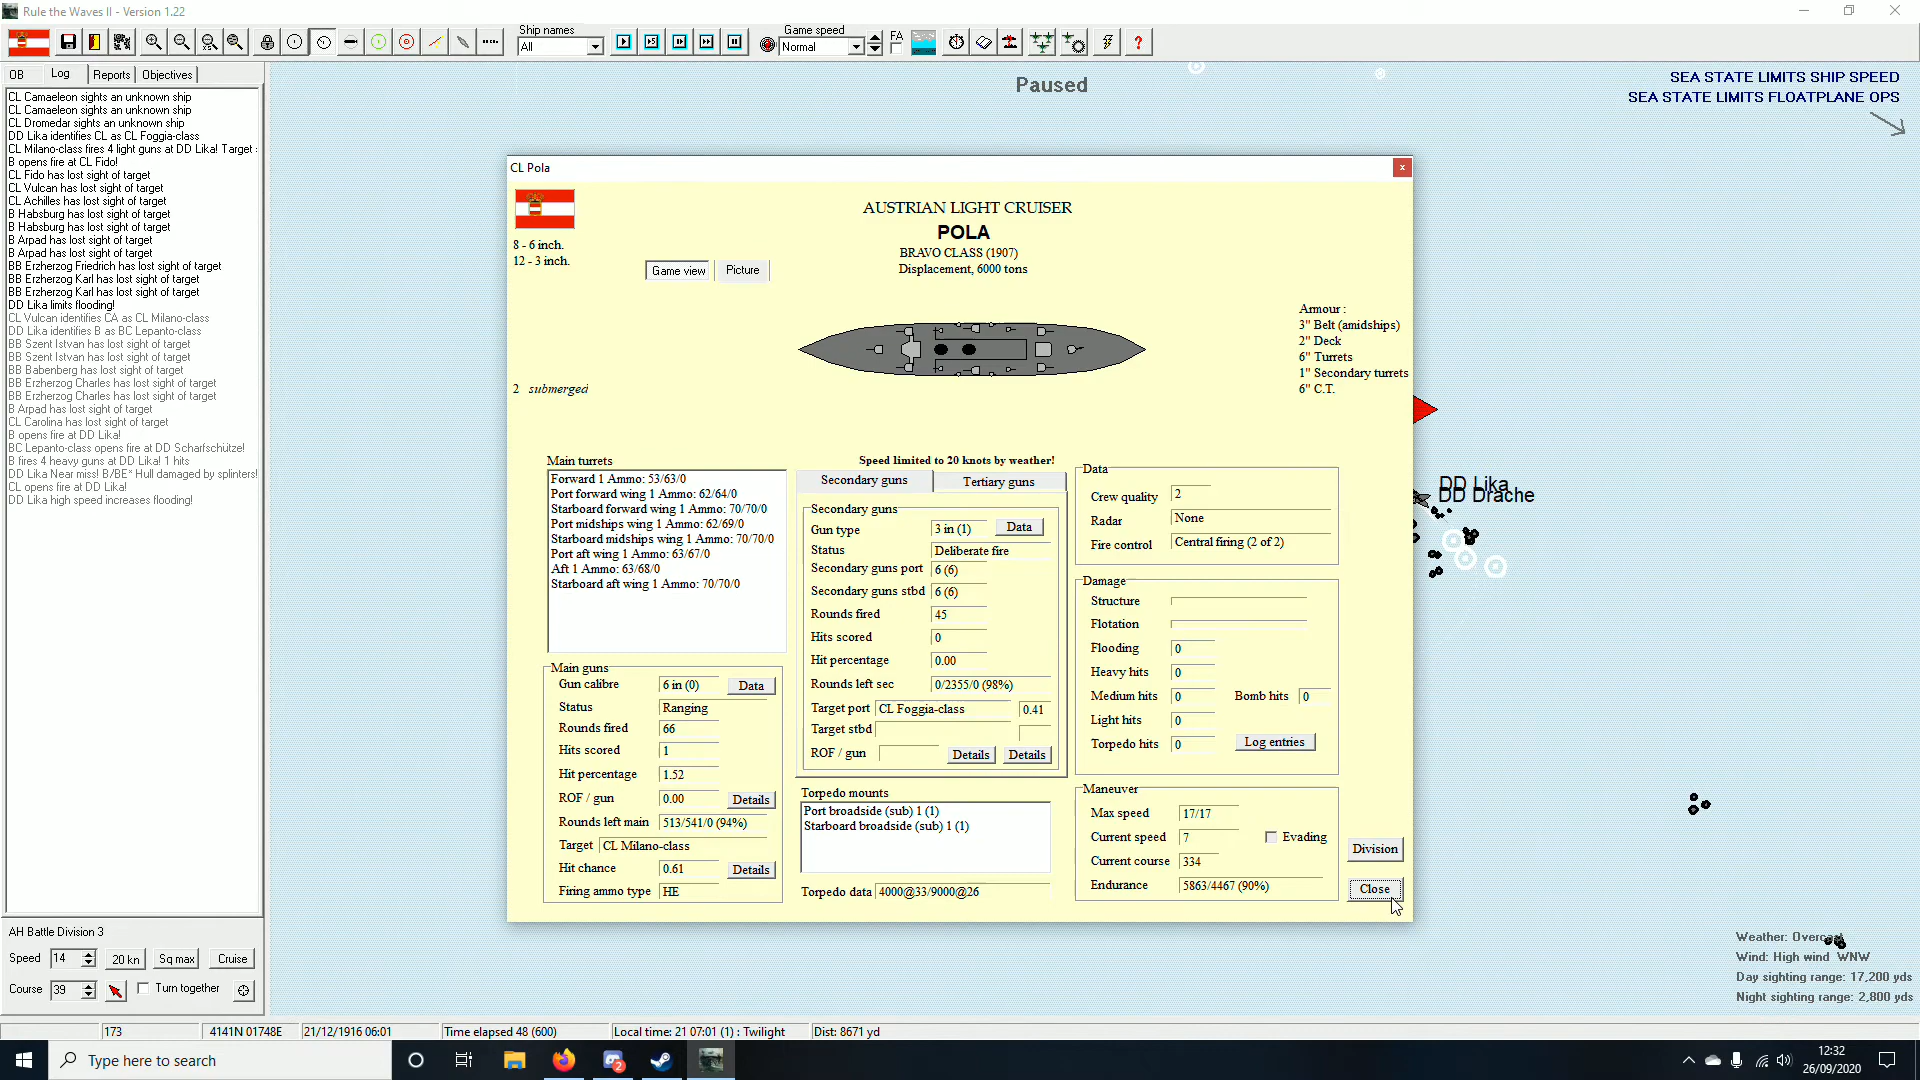 Rule the Waves II - Version 1.22
Ship names
All
Game speed
Normal
FA
OB
Log
Reports
Objectives
CL Camaeleon sights an unknown ship
CL Camaeleon sights an unknown ship
CL Dromedar sights an unknown ship
DD Lika identifies CL as CL Foggia-class
CL Milano-class fires 4 light guns at DD Lika! Target :
B opens fire at CL Fido!
CL Fido has lost sight of target
CL Vulcan has lost sight of target
CL Achilles has lost sight of target
B Habsburg has lost sight of target
B Habsburg has lost sight of target
B Arpad has lost sight of target
B Arpad has lost sight of target
BB Erzherzog Friedrich has lost sight of target
BB Erzherzog Karl has lost sight of target
BB Erzherzog Karl has lost sight of target
DD Lika limits flooding!
CL Vulcan identifies CA as CL Milano-class
DD Lika identifies B as BC Lepanto-class
BB Szent Istvan has lost sight of target
BB Szent Istvan has lost sight of target
BB Babenberg has lost sight of target
BB Erzherzog Charles has lost sight of target
BB Erzherzog Charles has lost sight of target
B Arpad has lost sight of target
CL Carolina has lost sight of target
B opens fire at DD Lika!
BC Lepanto-class opens fire at DD Scharfschütze!
B fires 4 heavy guns at DD Lika! 1 hits
DD Lika Near miss! B/BE* Hull damaged by splinters!
CL opens fire at DD Lika!
DD Lika high speed increases flooding!
AH Battle Division 3
Speed 14 20 kn Sq max Cruise
Course 39 Turn together
Paused
SEA STATE LIMITS SHIP SPEED
SEA STATE LIMITS FLOATPLANE OPS
CL Pola
x
AUSTRIAN LIGHT CRUISER
POLA
BRAVO CLASS (1907)
Displacement, 6000 tons
8 - 6 inch.
12 - 3 inch.
Game view
Picture
2 submerged
Armour :
3" Belt (amidships)
2" Deck
6" Turrets
1" Secondary turrets
6" C.T.
Main turrets
Forward 1 Ammo: 53/63/0
Port forward wing 1 Ammo: 62/64/0
Starboard forward wing 1 Ammo: 70/70/0
Port midships wing 1 Ammo: 62/69/0
Starboard midships wing 1 Ammo: 70/70/0
Port aft wing 1 Ammo: 63/67/0
Aft 1 Ammo: 63/68/0
Starboard aft wing 1 Ammo: 70/70/0
Main guns
Gun calibre 6 in (0) Data
Status Ranging
Rounds fired 66
Hits scored 1
Hit percentage 1.52
ROF / gun 0.00 Details
Rounds left main 513/541/0 (94%)
Target CL Milano-class
Hit chance 0.61 Details
Firing ammo type HE
Speed limited to 20 knots by weather!
Secondary guns
Tertiary guns
Secondary guns
Gun type 3 in (1) Data
Status Deliberate fire
Secondary guns port 6 (6)
Secondary guns stbd 6 (6)
Rounds fired 45
Hits scored 0
Hit percentage 0.00
Rounds left sec 0/2355/0 (98%)
Target port CL Foggia-class 0.41
Target stbd
ROF / gun Details Details
Torpedo mounts
Port broadside (sub) 1 (1)
Starboard broadside (sub) 1 (1)
Torpedo data 4000@33/9000@26
Data
Crew quality 2
Radar None
Fire control Central firing (2 of 2)
Damage
Structure
Flotation
Flooding 0
Heavy hits 0
Medium hits 0 Bomb hits 0
Light hits 0
Torpedo hits 0 Log entries
Maneuver
Max speed 17/17
Current speed 7 Evading
Current course 334
Endurance 5863/4467 (90%)
Division
Close
DD Lika
DD Drache
Weather: Overcast
Wind: High wind WNW
Day sighting range: 17,200 yds
Night sighting range: 2,800 yds
173
4141N 01748E
21/12/1916 06:01
Time elapsed 48 (600)
Local time: 21 07:01 (1) : Twilight
Dist: 8671 yd
Type here to search
2
12:32
26/09/2020